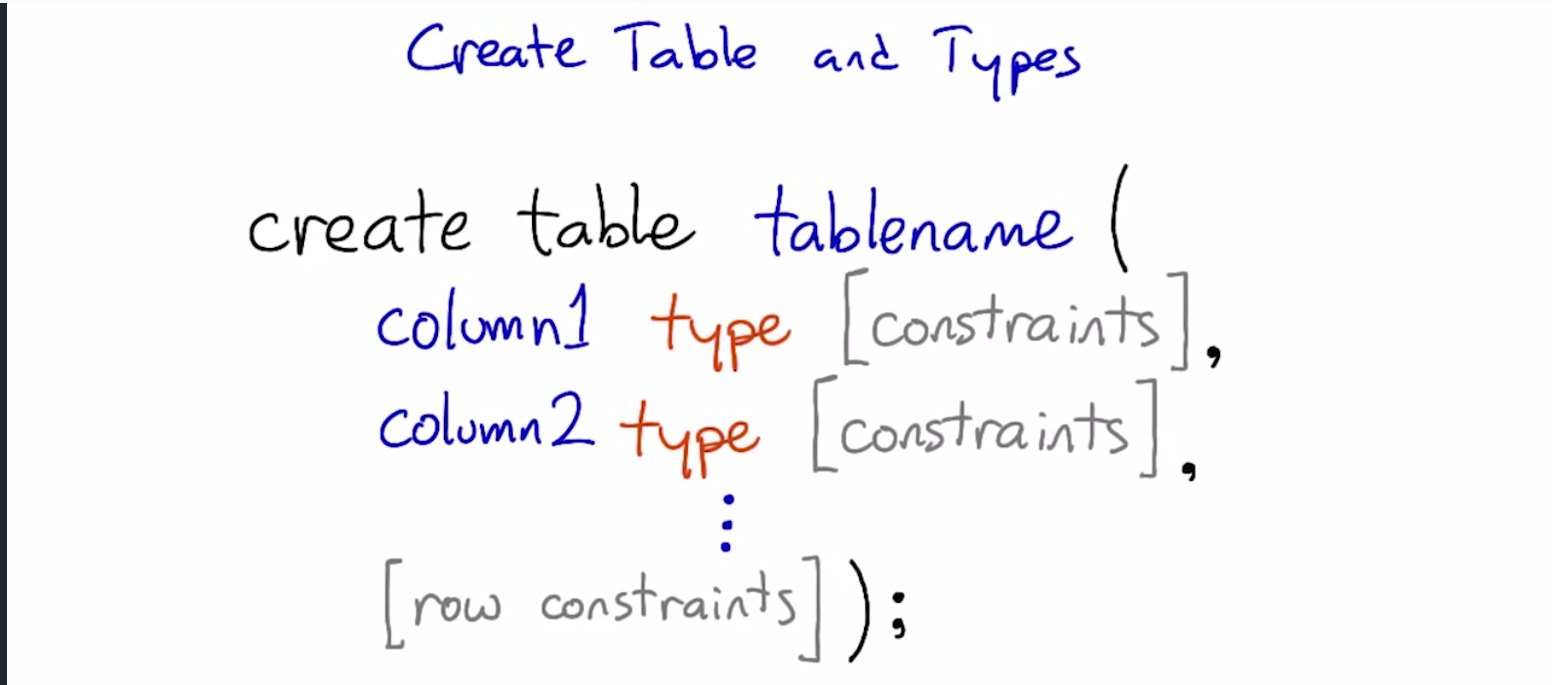 Create Table and Types
create table tablename (
column1 type [constraints],
column2 type [constraints],
⋮
[row constraints]);